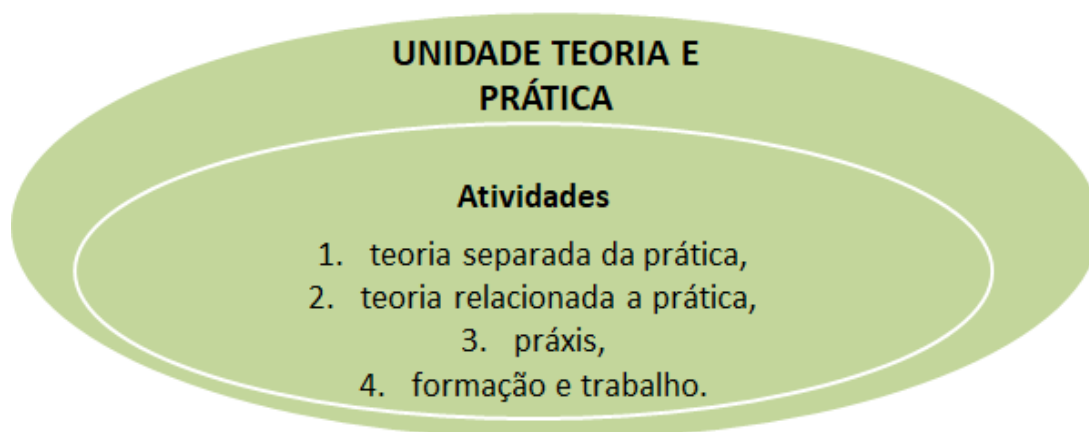 UNIDADE TEORIA E
PRÁTICA
Atividades
1. teoria separada da prática,
2. teoria relacionada a prática,
3. práxis,
4. formação e trabalho.